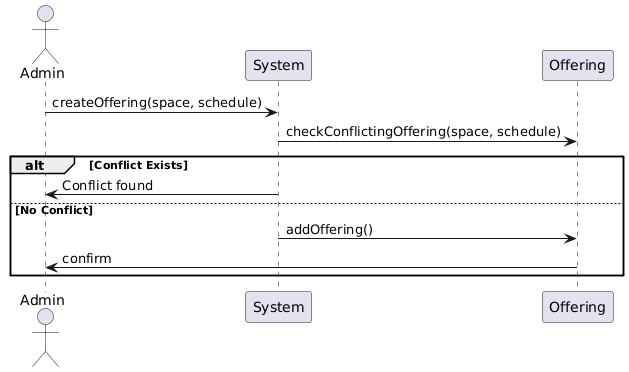 Admin
System
Offering
createOffering(space, schedule)
checkConflictingOffering(space, schedule)
alt [Conflict Exists]
Conflict found
[No Conflict]
addOffering()
confirm
Admin
System
Offering